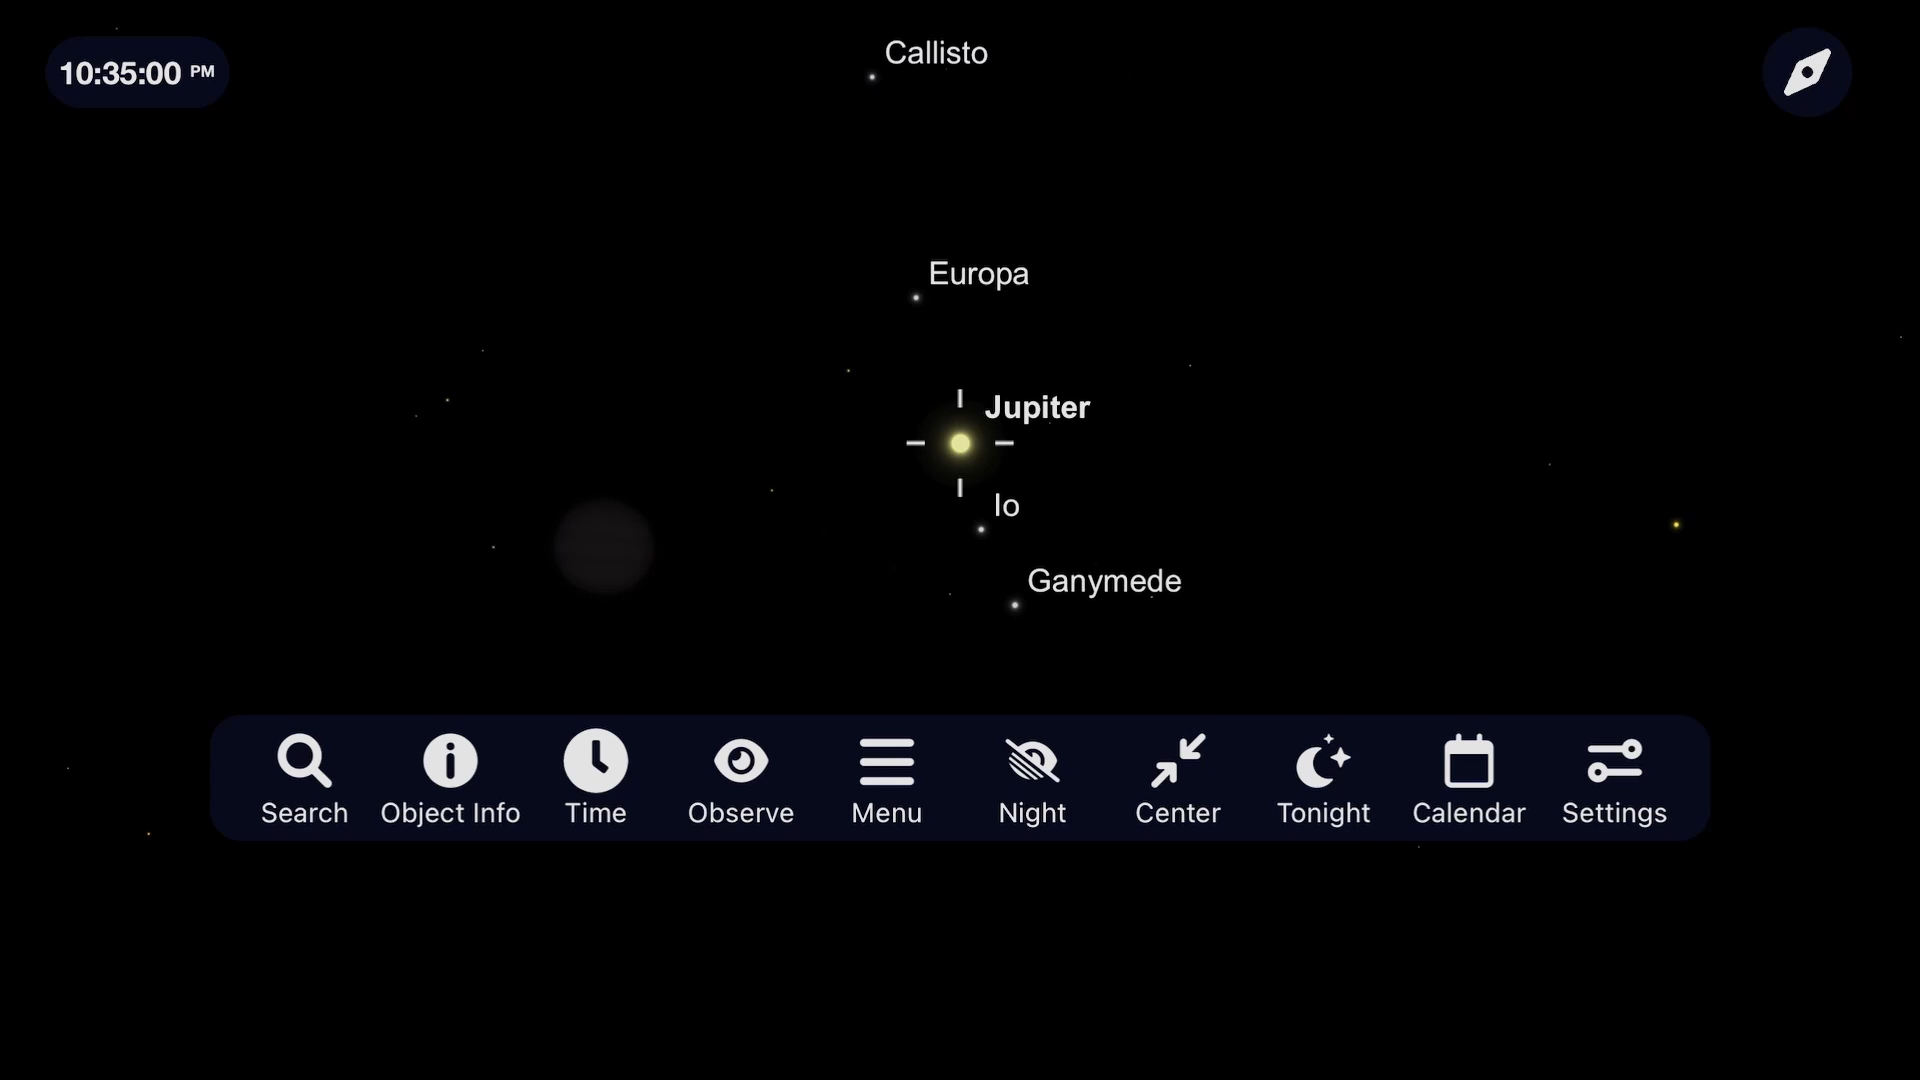 Callisto
10:35:00 PM
Europa
Jupiter
Io
Ganymede
Search
Object Info
Time
Observe
Menu
Night
Center
Tonight
Calendar
Settings